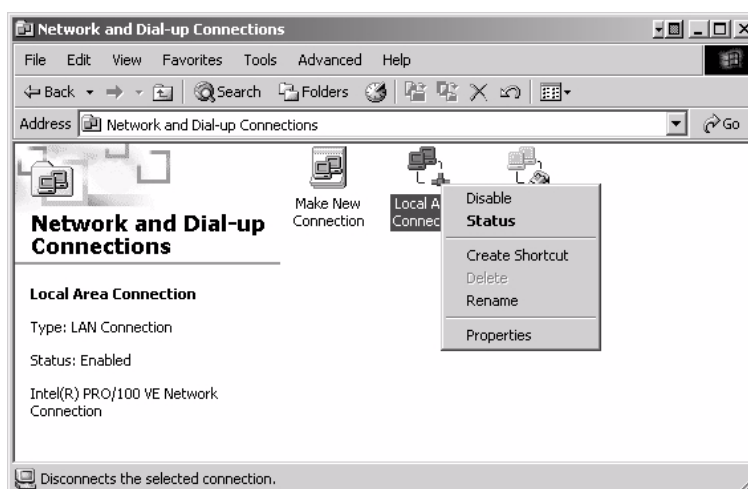 Network and Dial-up Connections
File Edit View Favorites Tools Advanced Help
Back Search Folders
Address Network and Dial-up Connections Go
Network and Dial-up
Connections
Local Area Connection
Type: LAN Connection
Status: Enabled
Intel(R) PRO/100 VE Network
Connection
Make New
Connection
Local A
Connec
Disable
Status
Create Shortcut
Delete
Rename
Properties
Disconnects the selected connection.